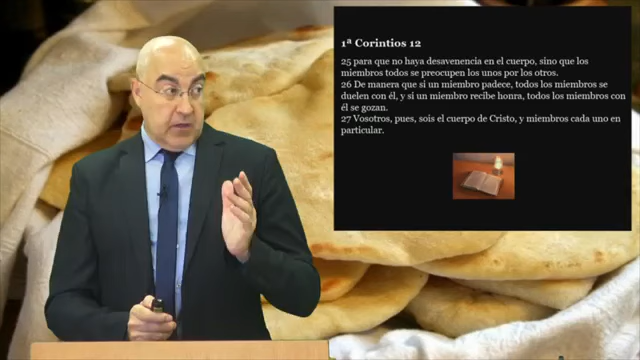 1ª Corintios 12
25 para que no haya desavenencia en el cuerpo, sino que los
miembros todos se preocupen los unos por los otros.
26 De manera que si un miembro padece, todos los miembros se
duelen con él, y si un miembro recibe honra, todos los miembros con
él se gozan.
27 Vosotros, pues, sois el cuerpo de Cristo, y miembros cada uno en
particular.